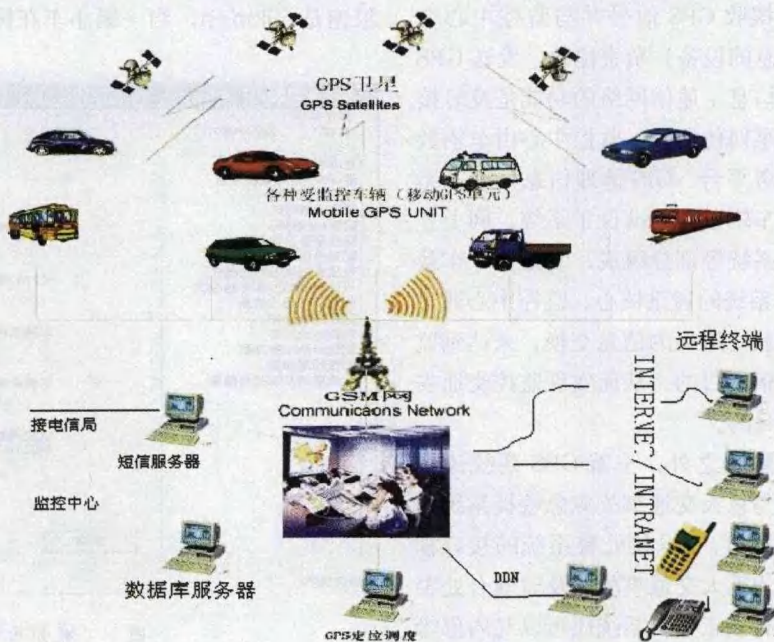 GPS卫星
GPS Satellites
各种受监控车辆（移动GPS单元）
Mobile GPS UNIT
GSM网
Communicaons Network
远程终端
INTERNE?/INTRANET
接电信局
短信服务器
监控中心
数据库服务器
DDN
GPS定位调度